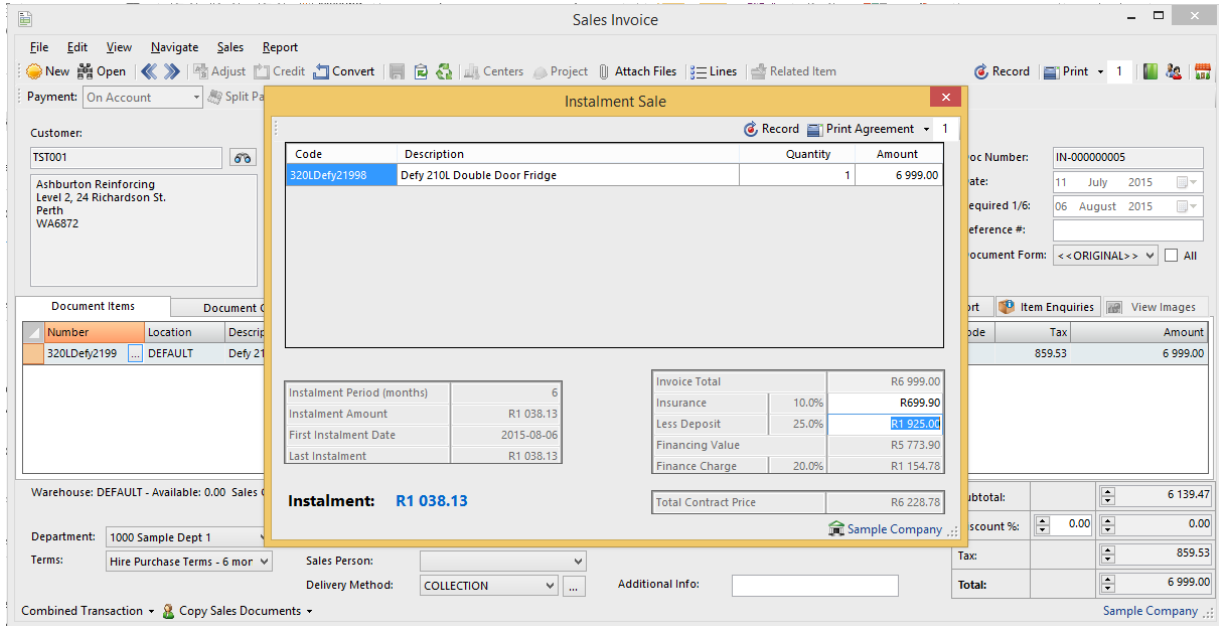 Sales Invoice
File Edit View Navigate Sales Report
New Open Adjust Credit Convert Centers Project Attach Files Lines Related Item Record Print 1
Payment: On Account Split Pa
Instalment Sale
Record Print Agreement 1
Customer:
TST001
Ashburton Reinforcing
Level 2, 24 Richardson St.
Perth
WA6872
Code Description Quantity Amount
320LDefy21998 Defy 210L Double Door Fridge 1 6 999.00
oc Number: IN-000000005
ate: 11 July 2015
equired 1/6: 06 August 2015
eference #:
ocument Form: <<ORIGINAL>> All
Document Items Document C ort Item Enquiries View Images
Number Location Descrip ode Tax Amount
320LDefy2199 ... DEFAULT Defy 21 859.53 6 999.00
Instalment Period (months) 6
Instalment Amount R1 038.13
First Instalment Date 2015-08-06
Last Instalment R1 038.13
Invoice Total R6 999.00
Insurance 10.0% R699.90
Less Deposit 25.0% R1 925.00
Financing Value R5 773.90
Finance Charge 20.0% R1 154.78
Instalment: R1 038.13
Total Contract Price R6 228.78
Sample Company
Warehouse: DEFAULT - Available: 0.00 Sales
Department: 1000 Sample Dept 1
Terms: Hire Purchase Terms - 6 mor
Sales Person:
Delivery Method: COLLECTION ...
Additional Info:
ubtotal: 6 139.47
scount %: 0.00 0.00
Tax: 859.53
Total: 6 999.00
Combined Transaction Copy Sales Documents Sample Company